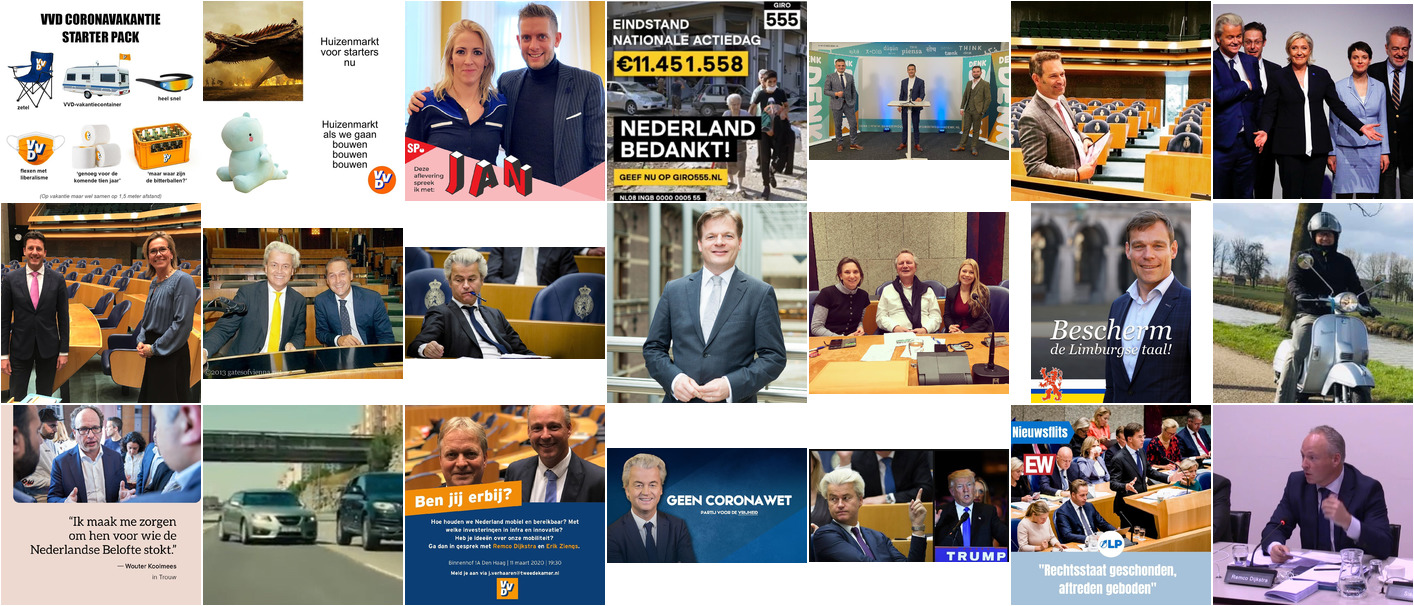 VVD CORONAVAKANTIE
STARTER PACK
zetel
VVD-vakantiecontainer
heel snel
VVD
flexen met
liberalisme
'genoeg voor de
komende tien jaar'
'maar waar zijn
de bitterballen?'
(Op vakantie maar wel samen op 1,5 meter afstand)
Huizenmarkt
voor starters
nu
Huizenmarkt
als we gaan
bouwen
bouwen
bouwen
VVD
SP.
Deze
aflevering
spreek
ik met:
JAN
GIRO
555
EINDSTAND
NATIONALE ACTIEDAG
€11.451.558
NEDERLAND
BEDANKT!
GEEF NU OP GIRO555.NL
NL08 INGB 0000 0005 55
DENK
THINK
DENK
©2013 gatesofvienna
Bescherm
de Limburgse taal!
"Ik maak me zorgen
om hen voor wie de
Nederlandse Belofte stokt."
— Wouter Koolmees
in Trouw
Ben jij erbij?
Hoe houden we Nederland mobiel en bereikbaar? Met
welke investeringen in infra en innovatie?
Heb je ideeën over onze mobiliteit?
Ga dan in gesprek met Remco Dijkstra en Erik Ziengs.
Binnenhof 1A Den Haag | 11 maart 2020 | 19:30
Meld je aan via j.verhaaren@tweedekamer.nl
VVD
GEEN CORONAWET
PARTIJ VOOR DE VRIJHEID
TRUMP
Nieuwsflits
EW
LP
"Rechtsstaat geschonden,
aftreden geboden"
Remco Dijkstra